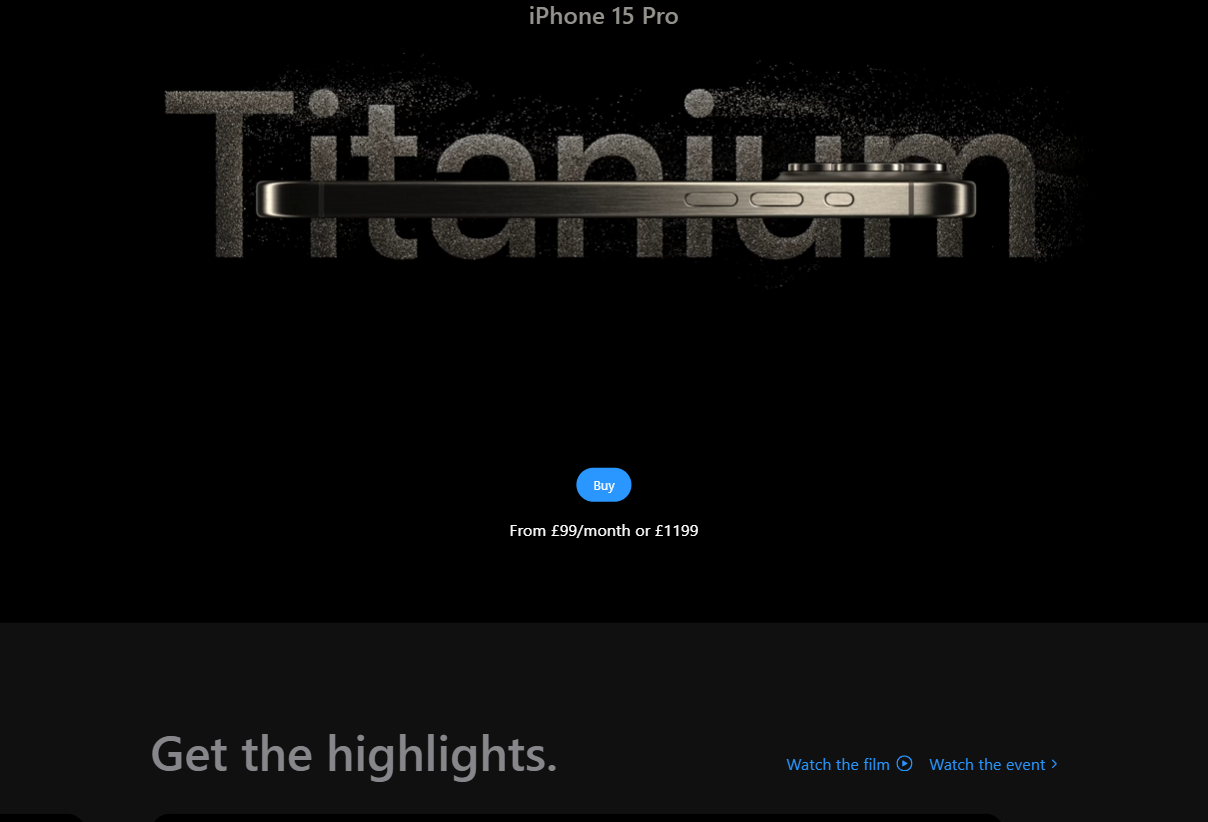 iPhone 15 Pro
Titanium
Buy
From £99/month or £1199
Get the highlights.
Watch the film
Watch the event